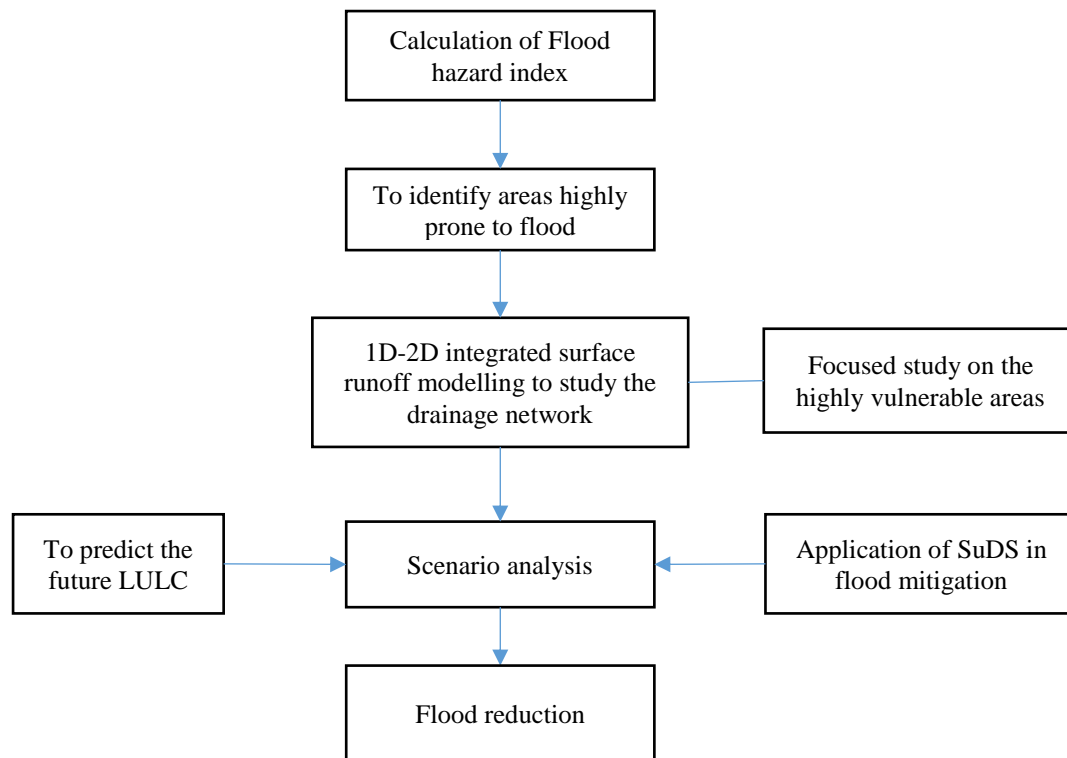 Calculation of Flood
hazard index
To identify areas highly
prone to flood
1D-2D integrated surface
runoff modelling to study the
drainage network
Focused study on the
highly vulnerable areas
To predict the
future LULC
Scenario analysis
Application of SuDS in
flood mitigation
Flood reduction